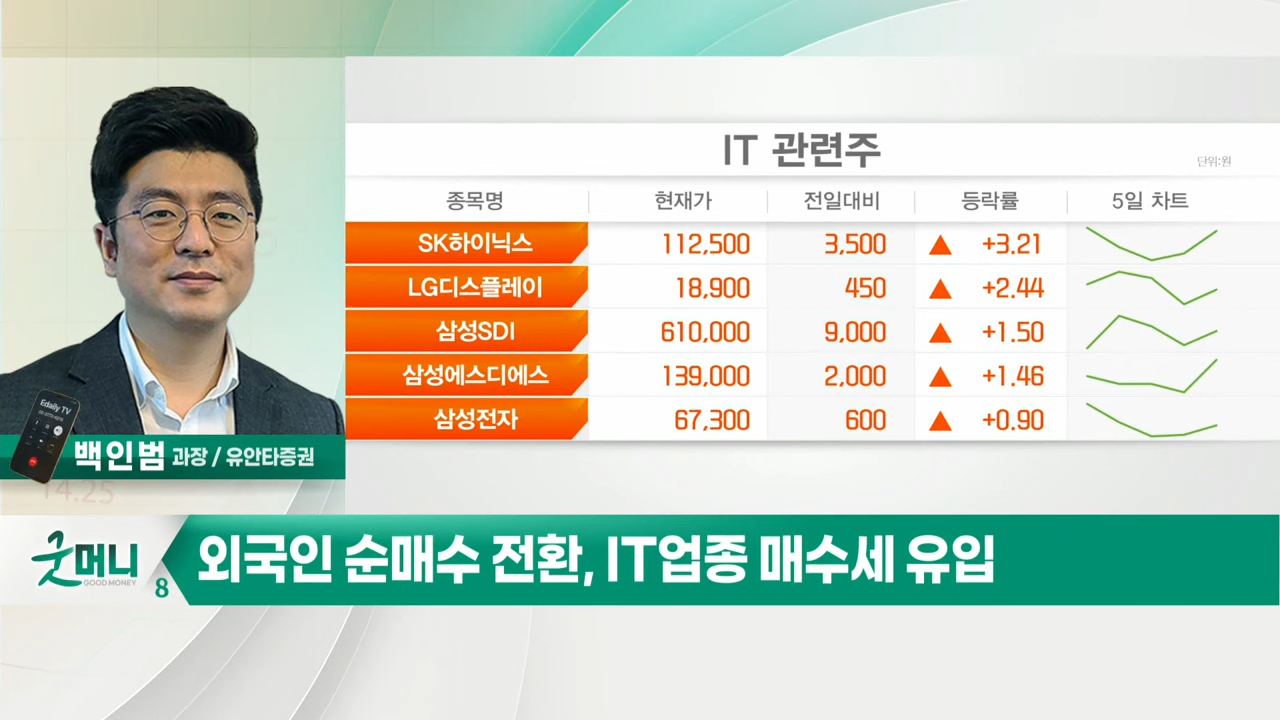 IT 관련주
단위:원
종목명 현재가 전일대비 등락률 5일 차트
SK하이닉스 112,500 3,500 ▲ +3.21
LG디스플레이 18,900 450 ▲ +2.44
삼성SDI 610,000 9,000 ▲ +1.50
삼성에스디에스 139,000 2,000 ▲ +1.46
삼성전자 67,300 600 ▲ +0.90
Edaily TV
백인범 과장 / 유안타증권
14.25
굿머니
GOOD MONEY
8
외국인 순매수 전환, IT업종 매수세 유입